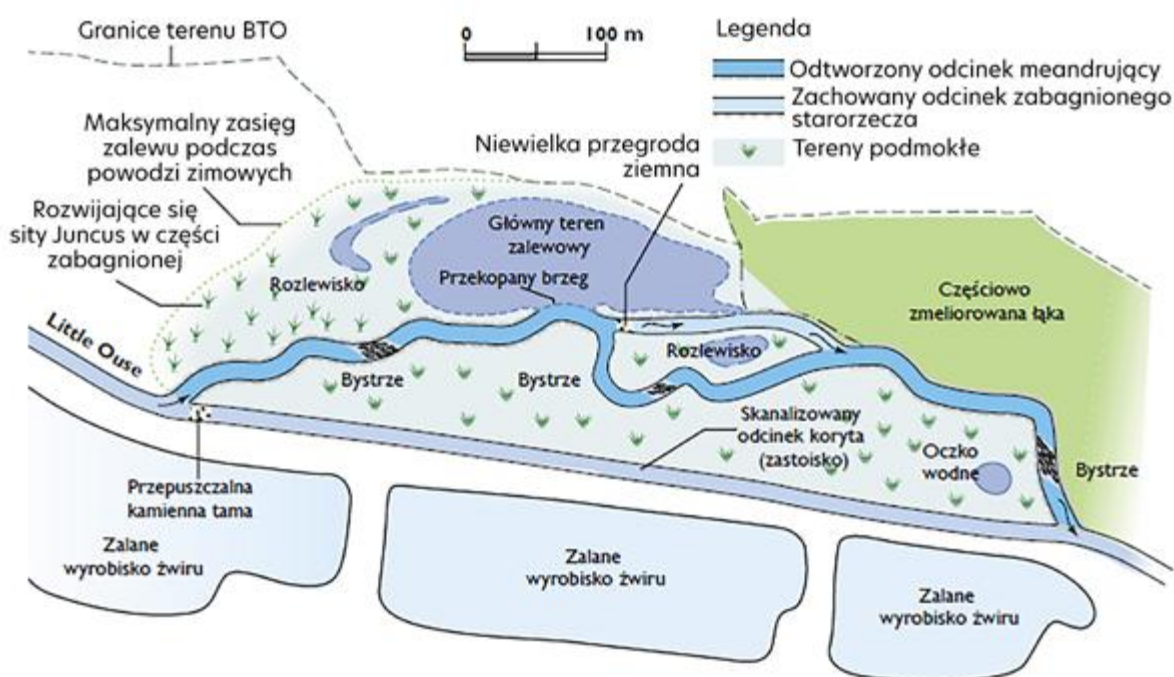 Granice terenu BTO
0
100 m
Legenda
Odtworzony odcinek meandrujący
Zachowany odcinek zabagnionego
starorzecza
Tereny podmokłe
Maksymalny zasięg
zalewu podczas
powodzi zimowych
Niewielka przegroda
ziemna
Rozwijające się
sity Juncus w części
zabagnionej
Główny teren
zalewowy
Rozlewisko
Przekopany brzeg
Częściowo
zmeliorowana łąka
Little Ouse
Rozlewisko
Bystrze
Bystrze
Skanalizowany
odcinek koryta
(zastoisko)
Oczko
wodne
Bystrze
Przepuszczalna
kamienna tama
Zalane
wyrobisko żwiru
Zalane
wyrobisko żwiru
Zalane
wyrobisko żwiru